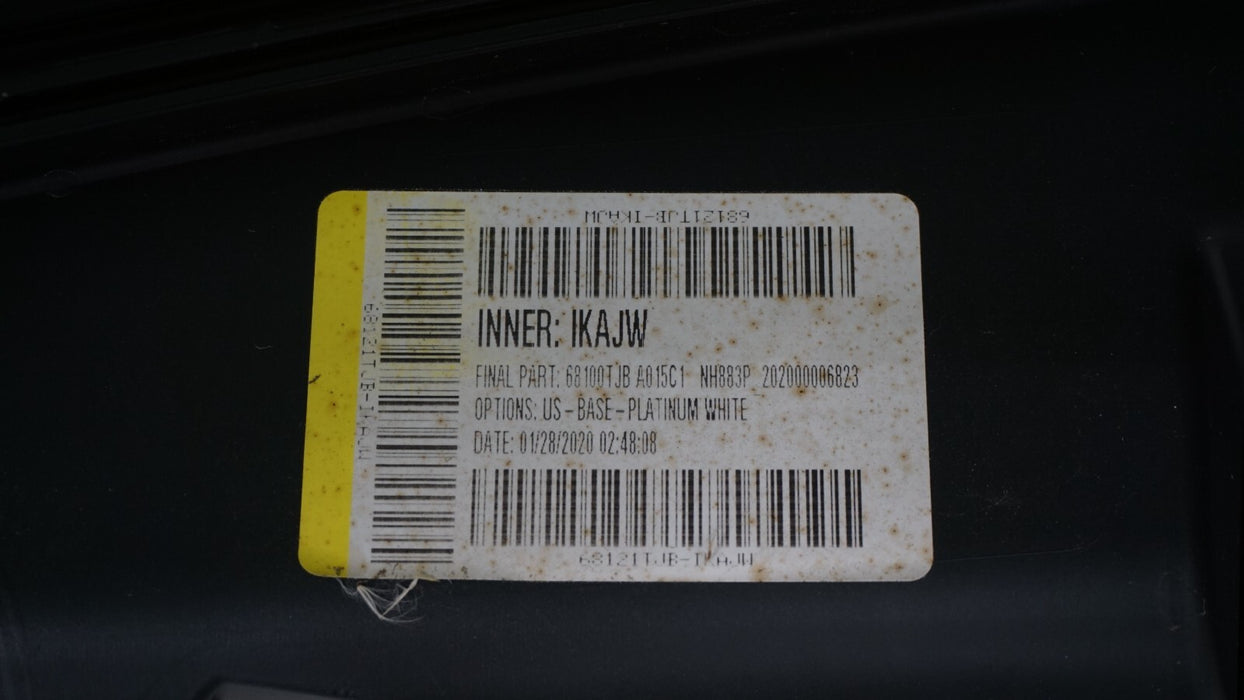 68121TJB-IKAJW
68121TJB-IKAJW
INNER: IKAJW
FINAL PART: 68100TJB A015C1 NH883P 202000006823
OPTIONS: US-BASE-PLATINUM WHITE
DATE: 01/28/2020 02:48:08
68121TJB-IKAJW